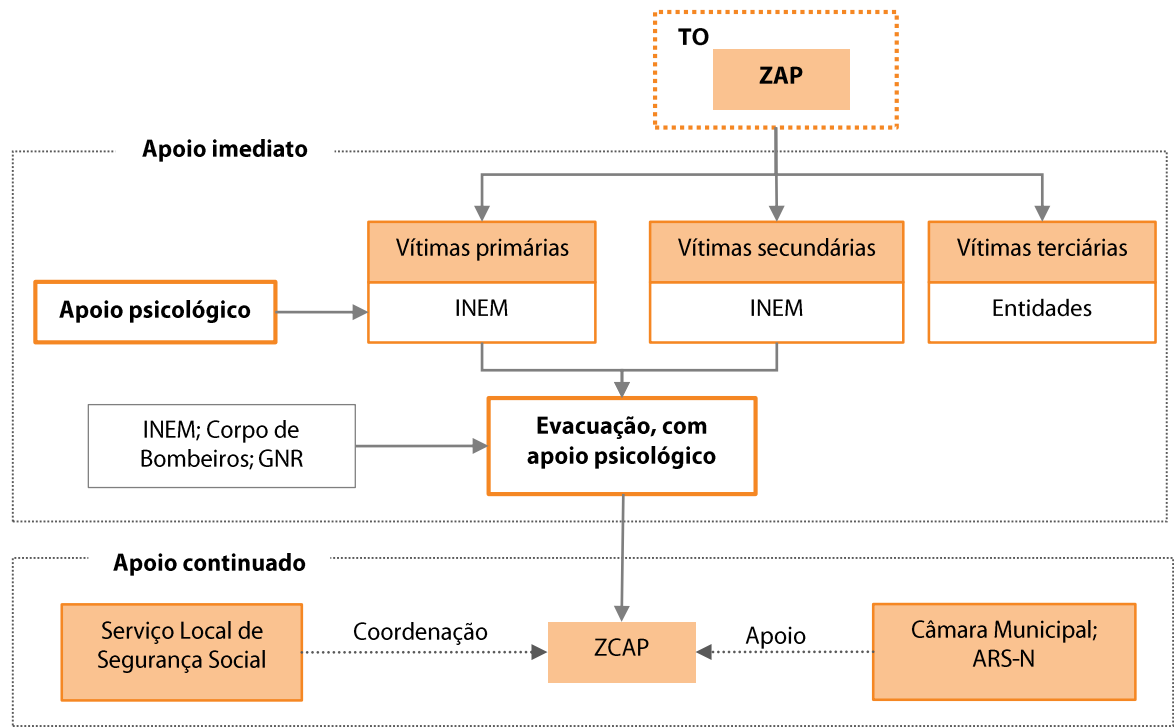 TO
ZAP
Apoio imediato
Vítimas primárias
Vítimas secundárias
Vítimas terciárias
INEM
INEM
Entidades
Apoio psicológico
INEM; Corpo de
Bombeiros; GNR
Evacuação, com
apoio psicológico
Apoio continuado
Serviço Local de
Segurança Social
Coordenação
ZCAP
Apoio
Câmara Municipal;
ARS-N